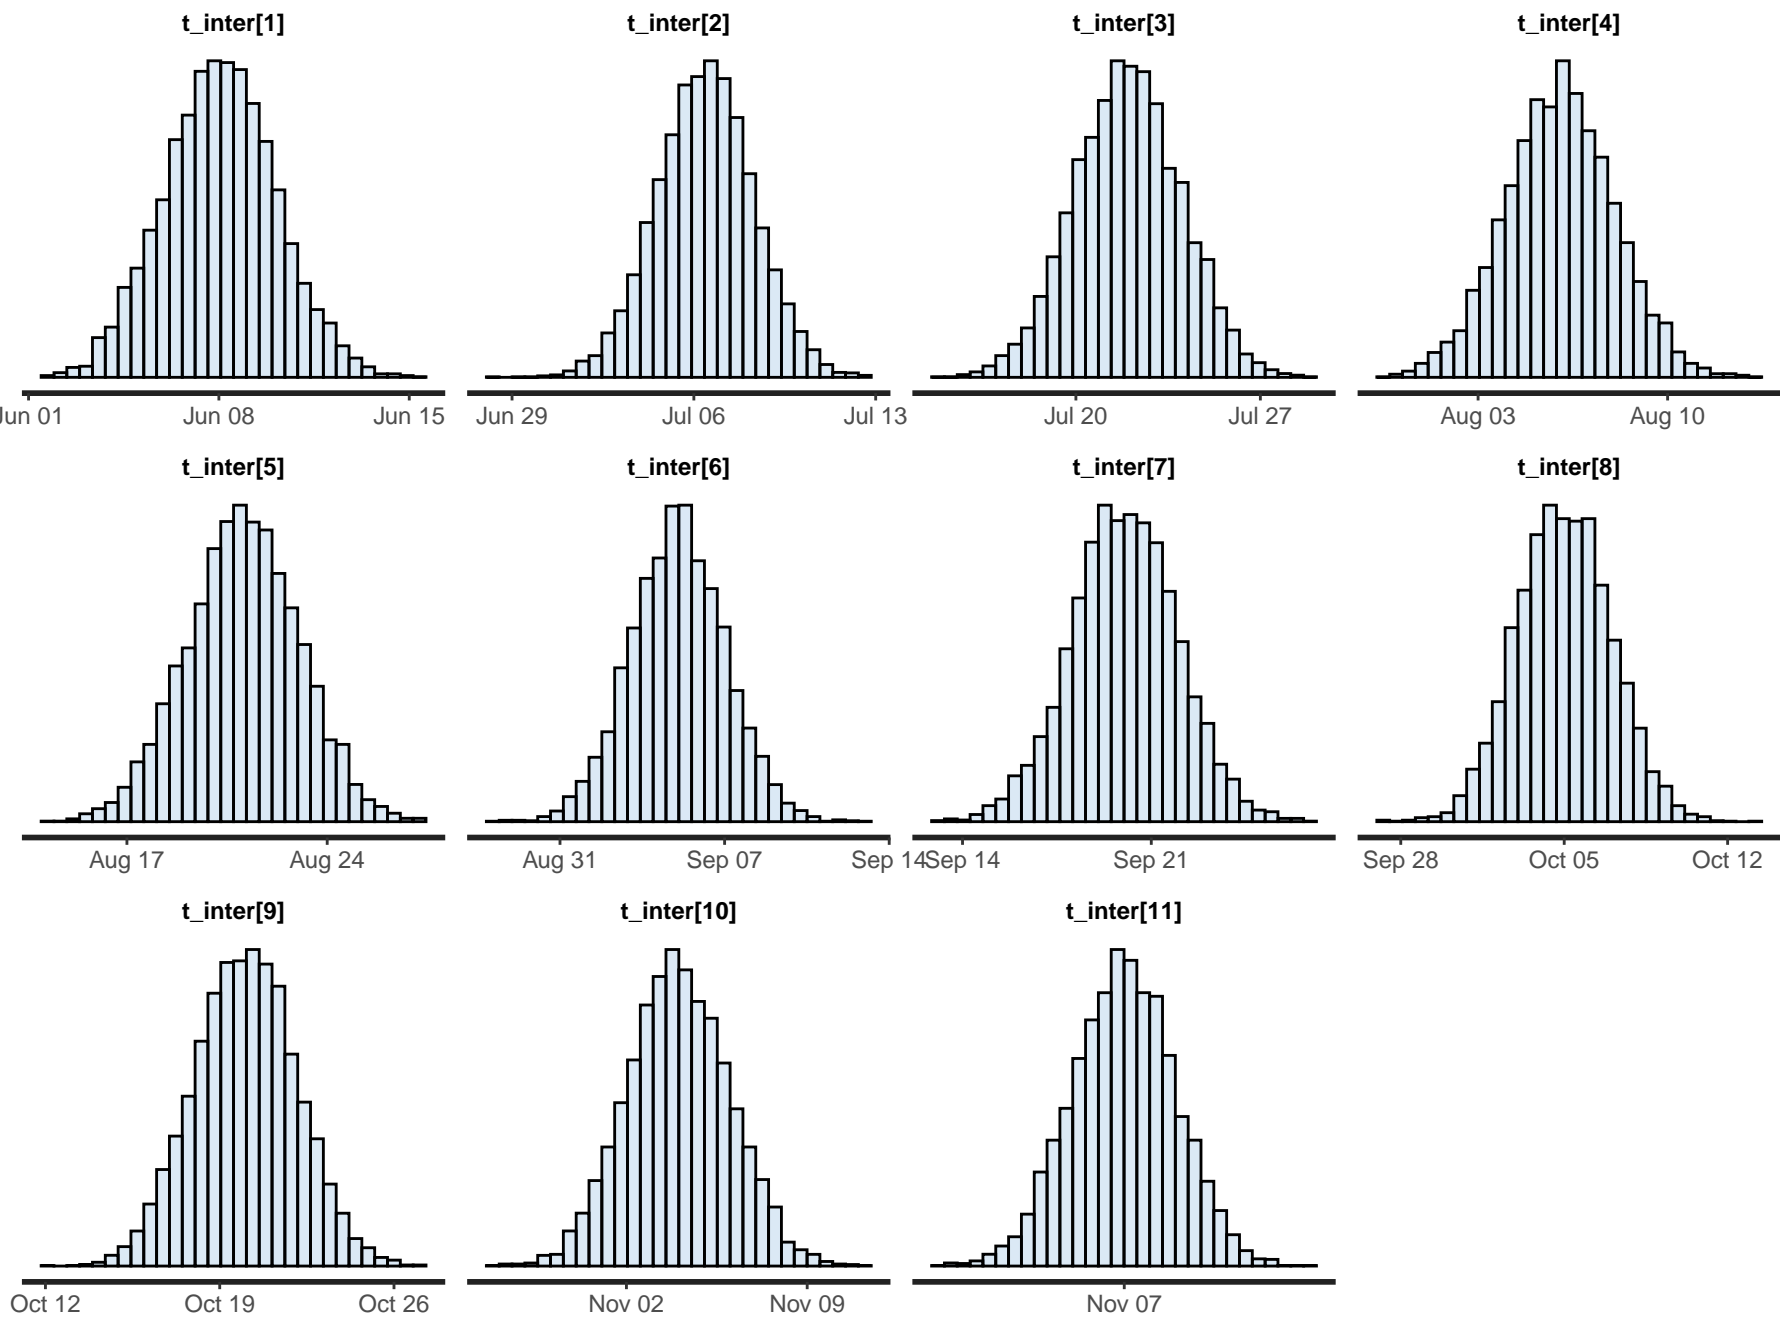 t_inter[1] t_inter[2] t_inter[3] t_inter[4]
Jun 01 Jun 08 Jun 15 Jun 29 Jul 06 Jul 13 Jul 20 Jul 27 Aug 03 Aug 10
t_inter[5] t_inter[6] t_inter[7] t_inter[8]
Aug 17 Aug 24 Aug 31 Sep 07 Sep 14 Sep 14 Sep 21 Sep 28 Oct 05 Oct 12
t_inter[9] t_inter[10] t_inter[11]
Oct 12 Oct 19 Oct 26 Nov 02 Nov 09 Nov 07